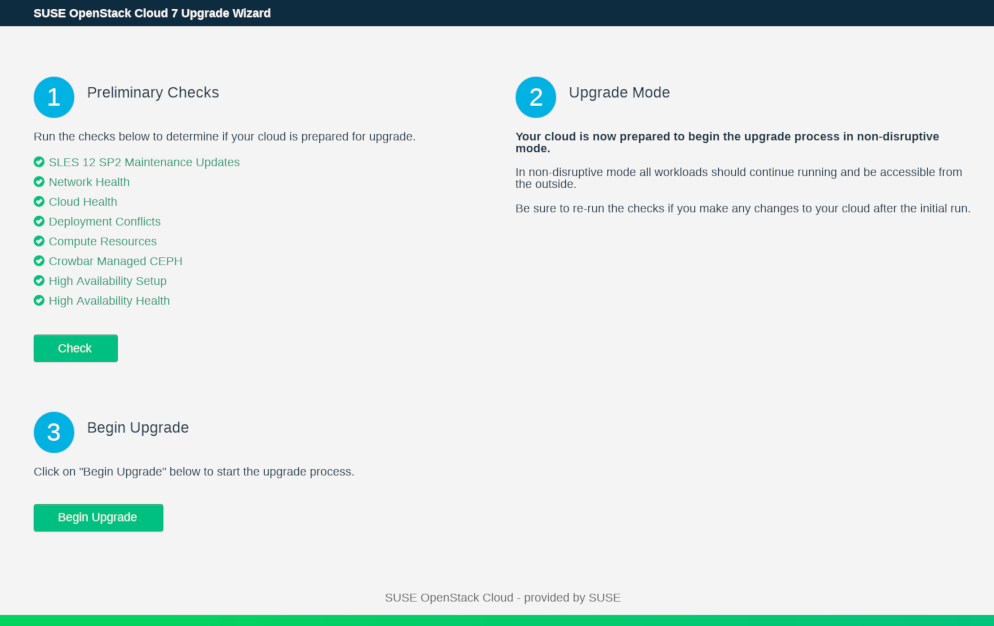 SUSE OpenStack Cloud 7 Upgrade Wizard
1
Preliminary Checks
Run the checks below to determine if your cloud is prepared for upgrade.
SLES 12 SP2 Maintenance Updates
Network Health
Cloud Health
Deployment Conflicts
Compute Resources
Crowbar Managed CEPH
High Availability Setup
High Availability Health
Check
2
Upgrade Mode
Your cloud is now prepared to begin the upgrade process in non-disruptive
mode.
In non-disruptive mode all workloads should continue running and be accessible from
the outside.
Be sure to re-run the checks if you make any changes to your cloud after the initial run.
3
Begin Upgrade
Click on "Begin Upgrade" below to start the upgrade process.
Begin Upgrade
SUSE OpenStack Cloud - provided by SUSE